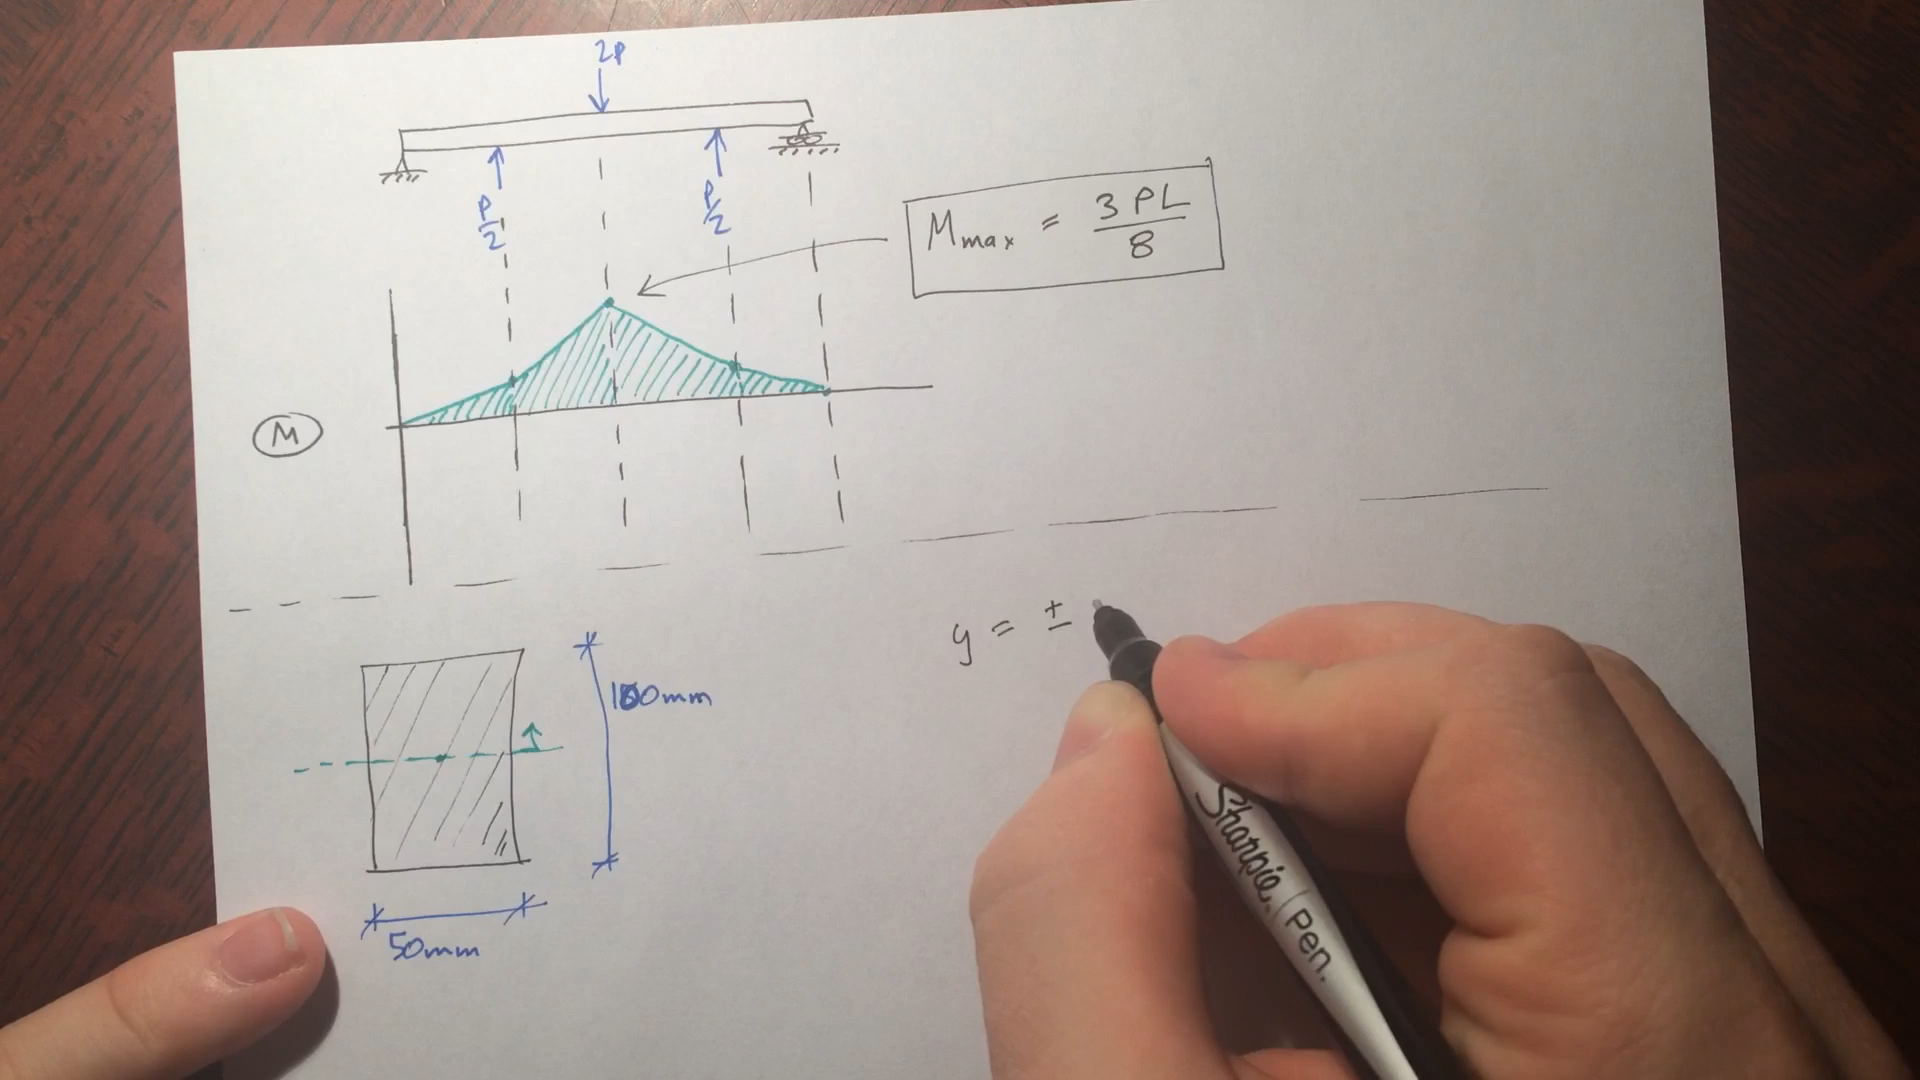 2P
P/2
P/2
Mmax = 3PL/8
M
y = ±
100mm
50mm
Sharpie. Pen.